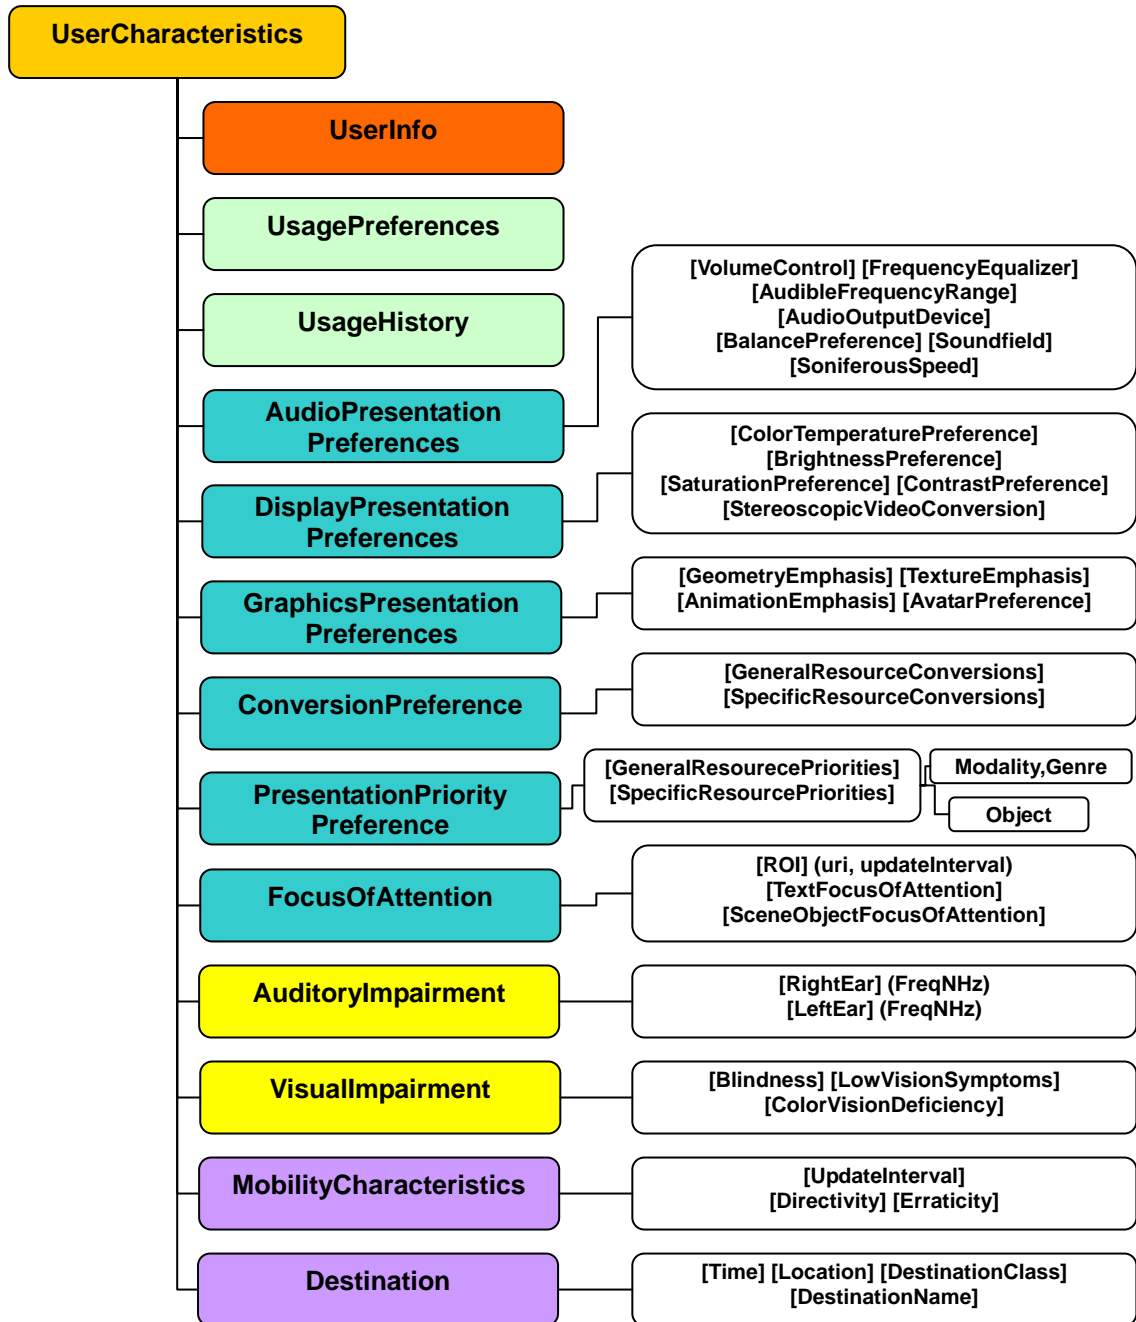 UserCharacteristics
UserInfo
UsagePreferences
UsageHistory
[VolumeControl] [FrequencyEqualizer]
[AudibleFrequencyRange]
[AudioOutputDevice]
[BalancePreference] [Soundfield]
[SoniferousSpeed]
AudioPresentation
Preferences
[ColorTemperaturePreference]
[BrightnessPreference]
[SaturationPreference] [ContrastPreference]
[StereoscopicVideoConversion]
DisplayPresentation
Preferences
[GeometryEmphasis] [TextureEmphasis]
[AnimationEmphasis] [AvatarPreference]
GraphicsPresentation
Preferences
[GeneralResourceConversions]
[SpecificResourceConversions]
ConversionPreference
[GeneralResourecePriorities]
[SpecificResourcePriorities]
Modality,Genre
Object
PresentationPriority
Preference
[ROI] (uri, updateInterval)
[TextFocusOfAttention]
[SceneObjectFocusOfAttention]
FocusOfAttention
AuditoryImpairment
[RightEar] (FreqNHz)
[LeftEar] (FreqNHz)
VisualImpairment
[Blindness] [LowVisionSymptoms]
[ColorVisionDeficiency]
MobilityCharacteristics
[UpdateInterval]
[Directivity] [Erraticity]
Destination
[Time] [Location] [DestinationClass]
[DestinationName]